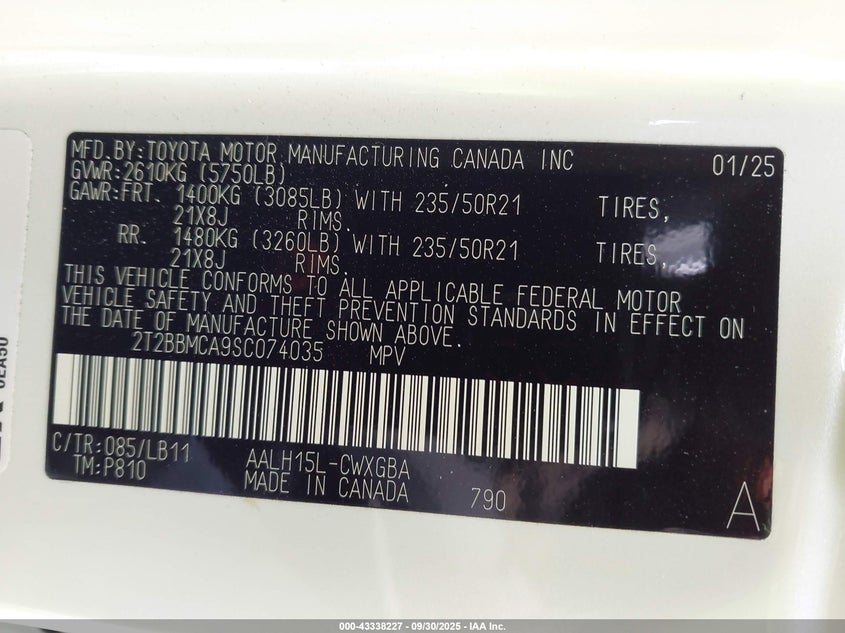 MFD.BY:TOYOTA MOTOR MANUFACTURING CANADA INC 01/25
GVWR:2610KG (5750LB)
GAWR:FRT. 1400KG (3085LB) WITH 235/50R21 TIRES,
21X8J RIMS.
RR. 1480KG (3260LB) WITH 235/50R21 TIRES,
21X8J RIMS.
THIS VEHICLE CONFORMS TO ALL APPLICABLE FEDERAL MOTOR
VEHICLE SAFETY AND THEFT PREVENTION STANDARDS IN EFFECT ON
THE DATE OF MANUFACTURE SHOWN ABOVE.
2T2BBMCA9SC074035 MPV
C/TR:085/LB11 AALH15L-CWXGBA
TM:P810 MADE IN CANADA 790
A
000-43338227 - 09/30/2025 - IAA Inc.